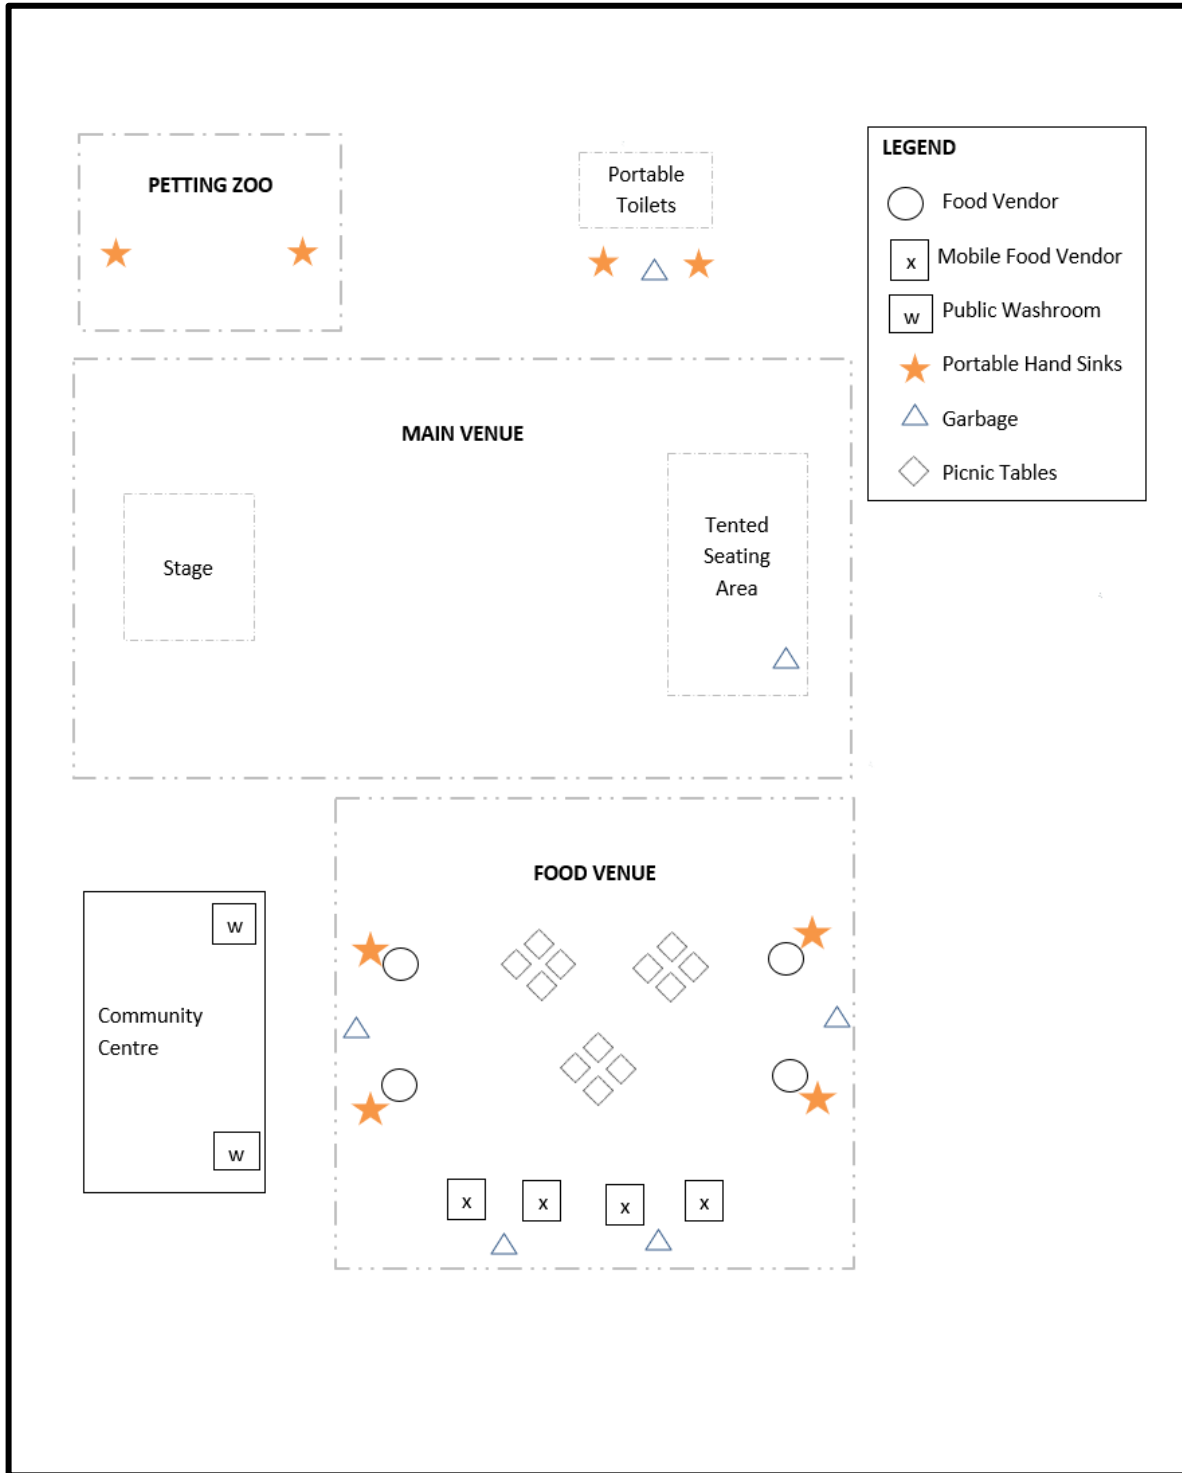 PETTING ZOO
Portable
Toilets
LEGEND
Food Vendor
x Mobile Food Vendor
w Public Washroom
Portable Hand Sinks
Garbage
Picnic Tables
MAIN VENUE
Stage
Tented
Seating
Area
FOOD VENUE
w
Community
Centre
w
x x x x